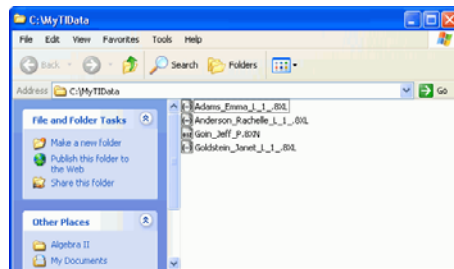 C:\MyTIData
File Edit View Favorites Tools Help
Back Search Folders
Address C:\MyTIData Go
File and Folder Tasks
Make a new folder
Publish this folder to
the Web
Share this folder
Other Places
Algebra II
My Documents
Adams_Emma_L_1_.8XL
Anderson_Rachelle_L_1_.8XL
Goin_Jeff_P.8XN
Goldstein_Janet_L_1_.8XL